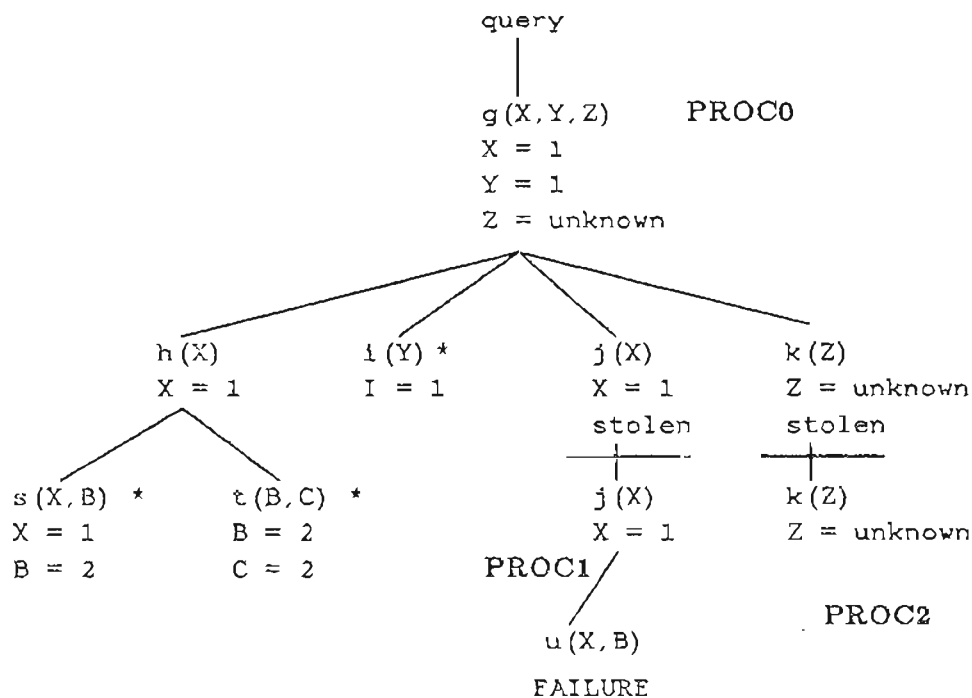 query
g(X,Y,Z) PROC0
X = 1
Y = 1
Z = unknown
h(X) i(Y) * j(X) k(Z)
X = 1 I = 1 X = 1 Z = unknown
stolen stolen
s(X,B) * t(B,C) * j(X) k(Z)
X = 1 B = 2 X = 1 Z = unknown
B = 2 C = 2 PROC1
PROC2
u(X,B)
FAILURE